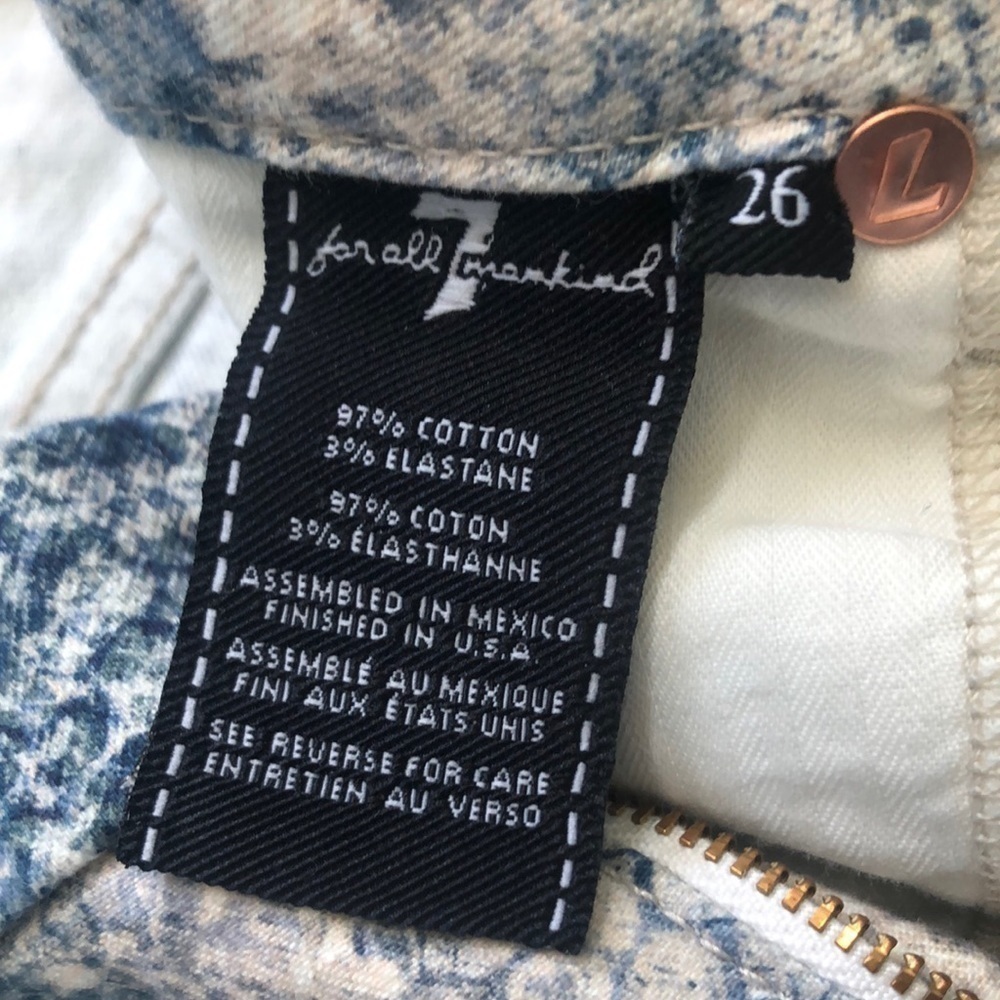 7
for all mankind
26
L
97% COTTON
3% ELASTANE
97% COTON
3% ÉLASTHANNE
ASSEMBLED IN MEXICO
FINISHED IN U.S.A.
ASSEMBLÉ AU MEXIQUE
FINI AUX ÉTATS UNIS
SEE REVERSE FOR CARE
ENTRETIEN AU VERSO